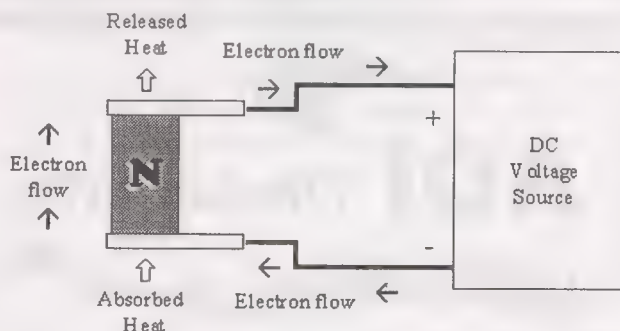 Released
Heat
Electron flow
+
Electron
flow
N
DC
Voltage
Source
-
Absorbed
Heat
Electron flow